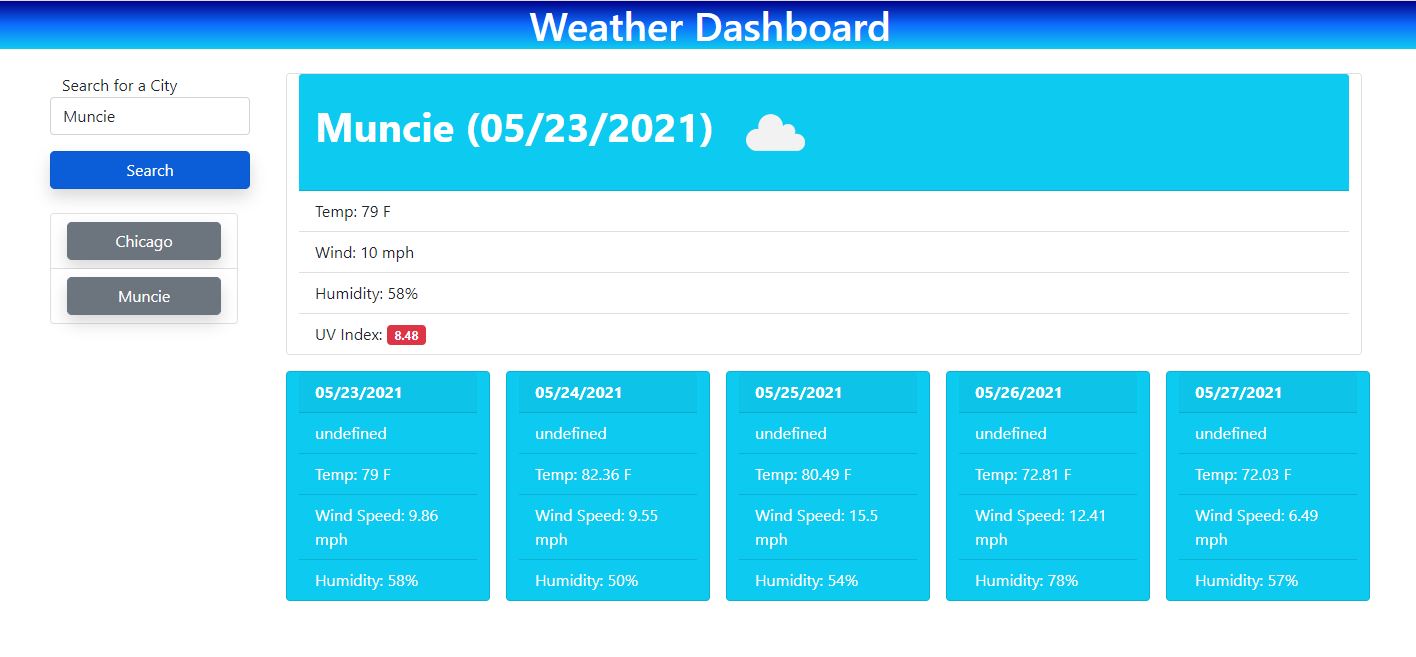 Weather Dashboard
Search for a City
Muncie
Search
Chicago
Muncie
Muncie (05/23/2021)
Temp: 79 F
Wind: 10 mph
Humidity: 58%
UV Index: 8.48
05/23/2021
undefined
Temp: 79 F
Wind Speed: 9.86
mph
Humidity: 58%
05/24/2021
undefined
Temp: 82.36 F
Wind Speed: 9.55
mph
Humidity: 50%
05/25/2021
undefined
Temp: 80.49 F
Wind Speed: 15.5
mph
Humidity: 54%
05/26/2021
undefined
Temp: 72.81 F
Wind Speed: 12.41
mph
Humidity: 78%
05/27/2021
undefined
Temp: 72.03 F
Wind Speed: 6.49
mph
Humidity: 57%